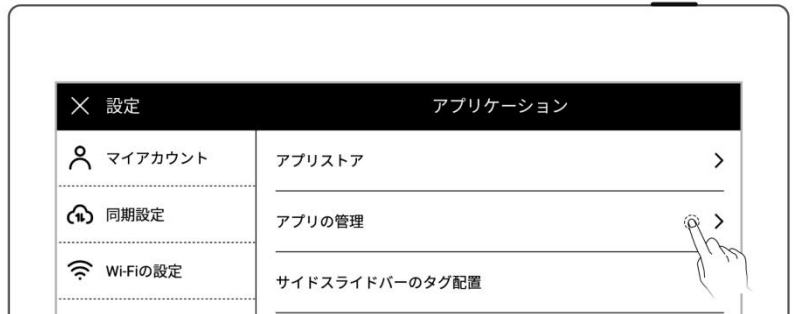 設定
アプリケーション
マイアカウント
アプリストア
同期設定
アプリの管理
Wi-Fiの設定
サイドスライドバーのタグ配置